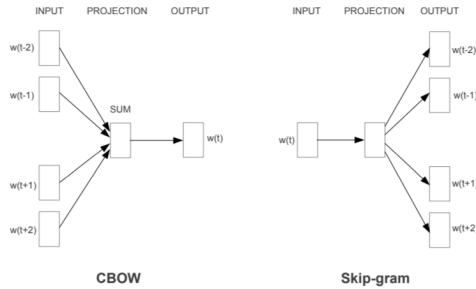 INPUT PROJECTION OUTPUT
w(t-2)
w(t-1)
SUM
w(t)
w(t+1)
w(t+2)
CBOW
INPUT PROJECTION OUTPUT
w(t-2)
w(t-1)
w(t)
w(t+1)
w(t+2)
Skip-gram